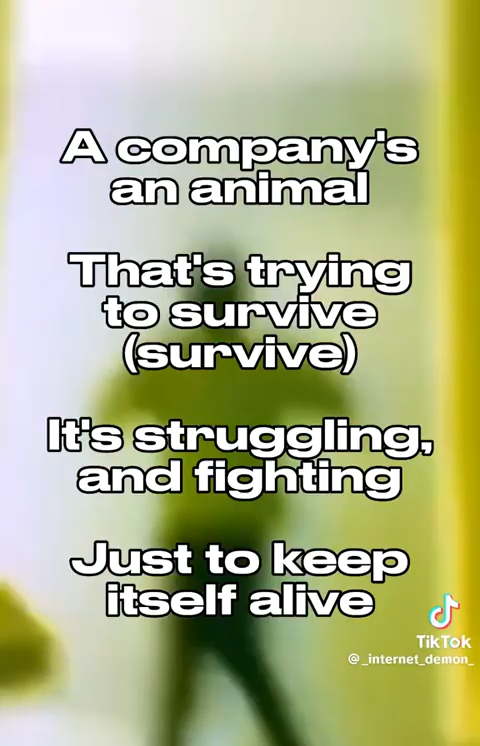 A company's
an animal
That's trying
to survive
(survive)
It's struggling,
and fighting
Just to keep
itself alive
TikTok
@_internet_demon_